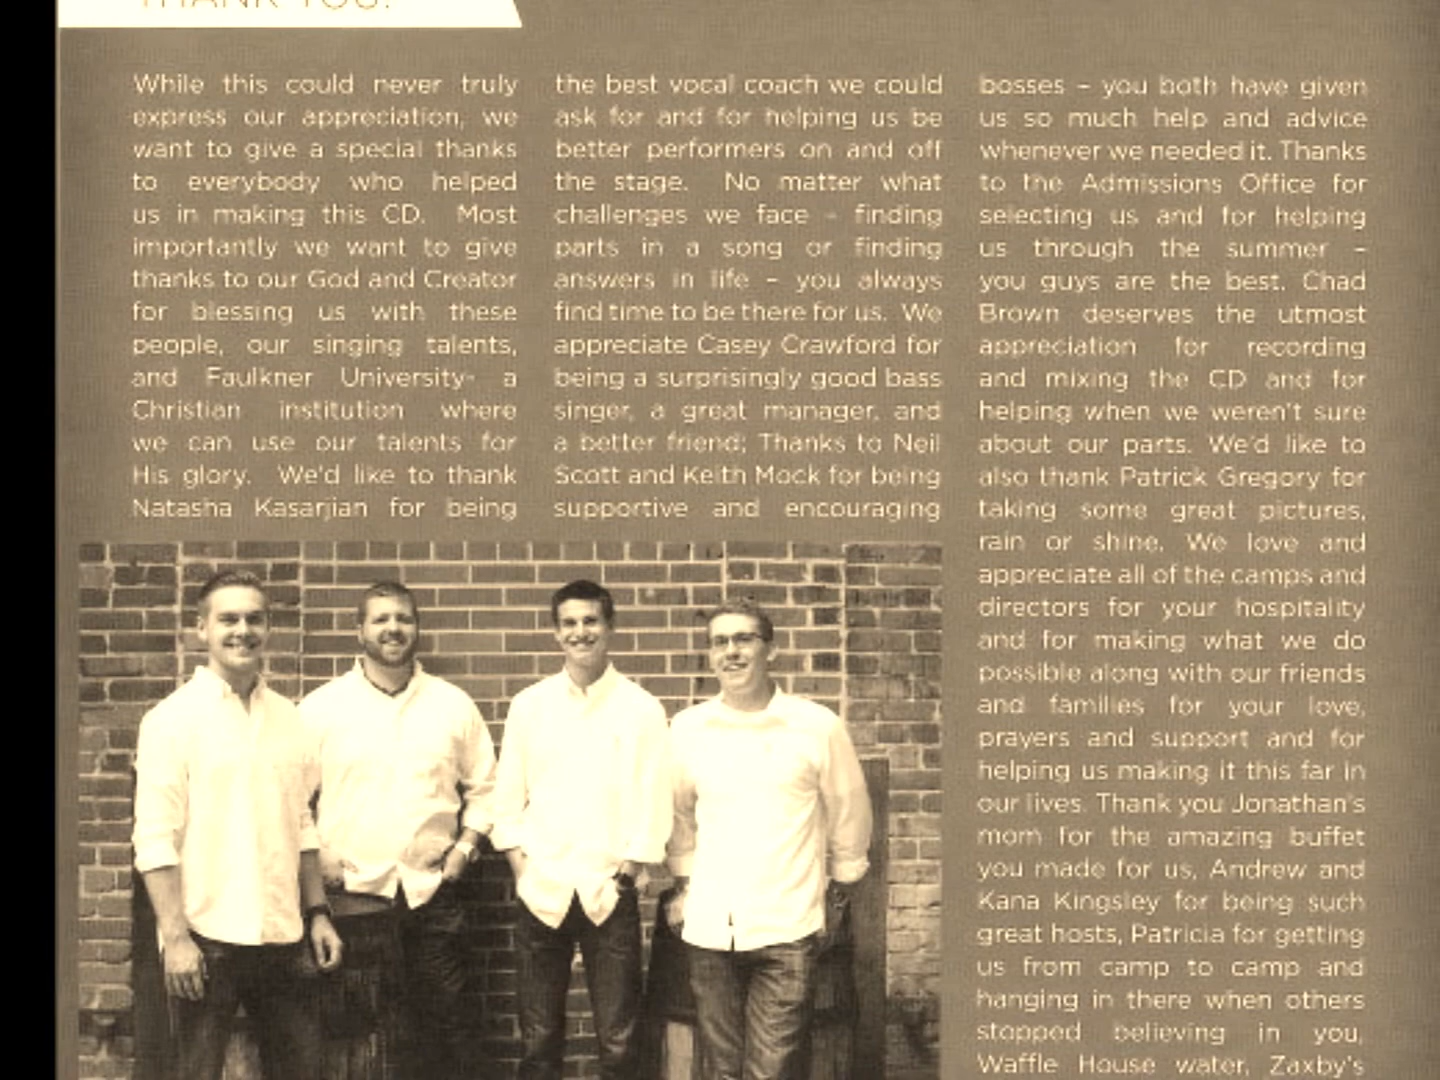 THANK YOU!
While this could never truly
express our appreciation, we
want to give a special thanks
to everybody who helped
us in making this CD. Most
importantly we want to give
thanks to our God and Creator
for blessing us with these
people, our singing talents,
and Faulkner University- a
Christian institution where
we can use our talents for
His glory. We'd like to thank
Natasha Kasarjian for being
the best vocal coach we could
ask for and for helping us be
better performers on and off
the stage. No matter what
challenges we face – finding
parts in a song or finding
answers in life – you always
find time to be there for us. We
appreciate Casey Crawford for
being a surprisingly good bass
singer, a great manager, and
a better friend; Thanks to Neil
Scott and Keith Mock for being
supportive and encouraging
bosses – you both have given
us so much help and advice
whenever we needed it. Thanks
to the Admissions Office for
selecting us and for helping
us through the summer –
you guys are the best. Chad
Brown deserves the utmost
appreciation for recording
and mixing the CD and for
helping when we weren't sure
about our parts. We'd like to
also thank Patrick Gregory for
taking some great pictures,
rain or shine. We love and
appreciate all of the camps and
directors for your hospitality
and for making what we do
possible along with our friends
and families for your love,
prayers and support and for
helping us making it this far in
our lives. Thank you Jonathan's
mom for the amazing buffet
you made for us, Andrew and
Kana Kingsley for being such
great hosts, Patricia for getting
us from camp to camp and
hanging in there when others
stopped believing in you,
Waffle House water, Zaxby's